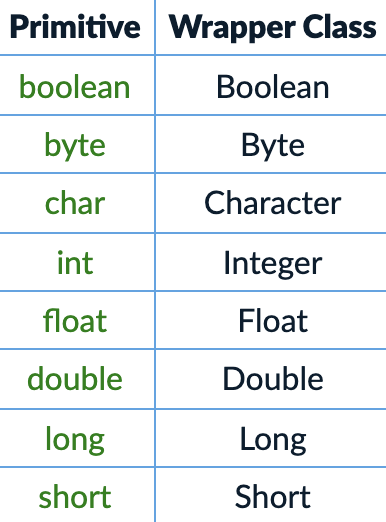 Primitive Wrapper Class
boolean Boolean
byte Byte
char Character
int Integer
float Float
double Double
long Long
short Short